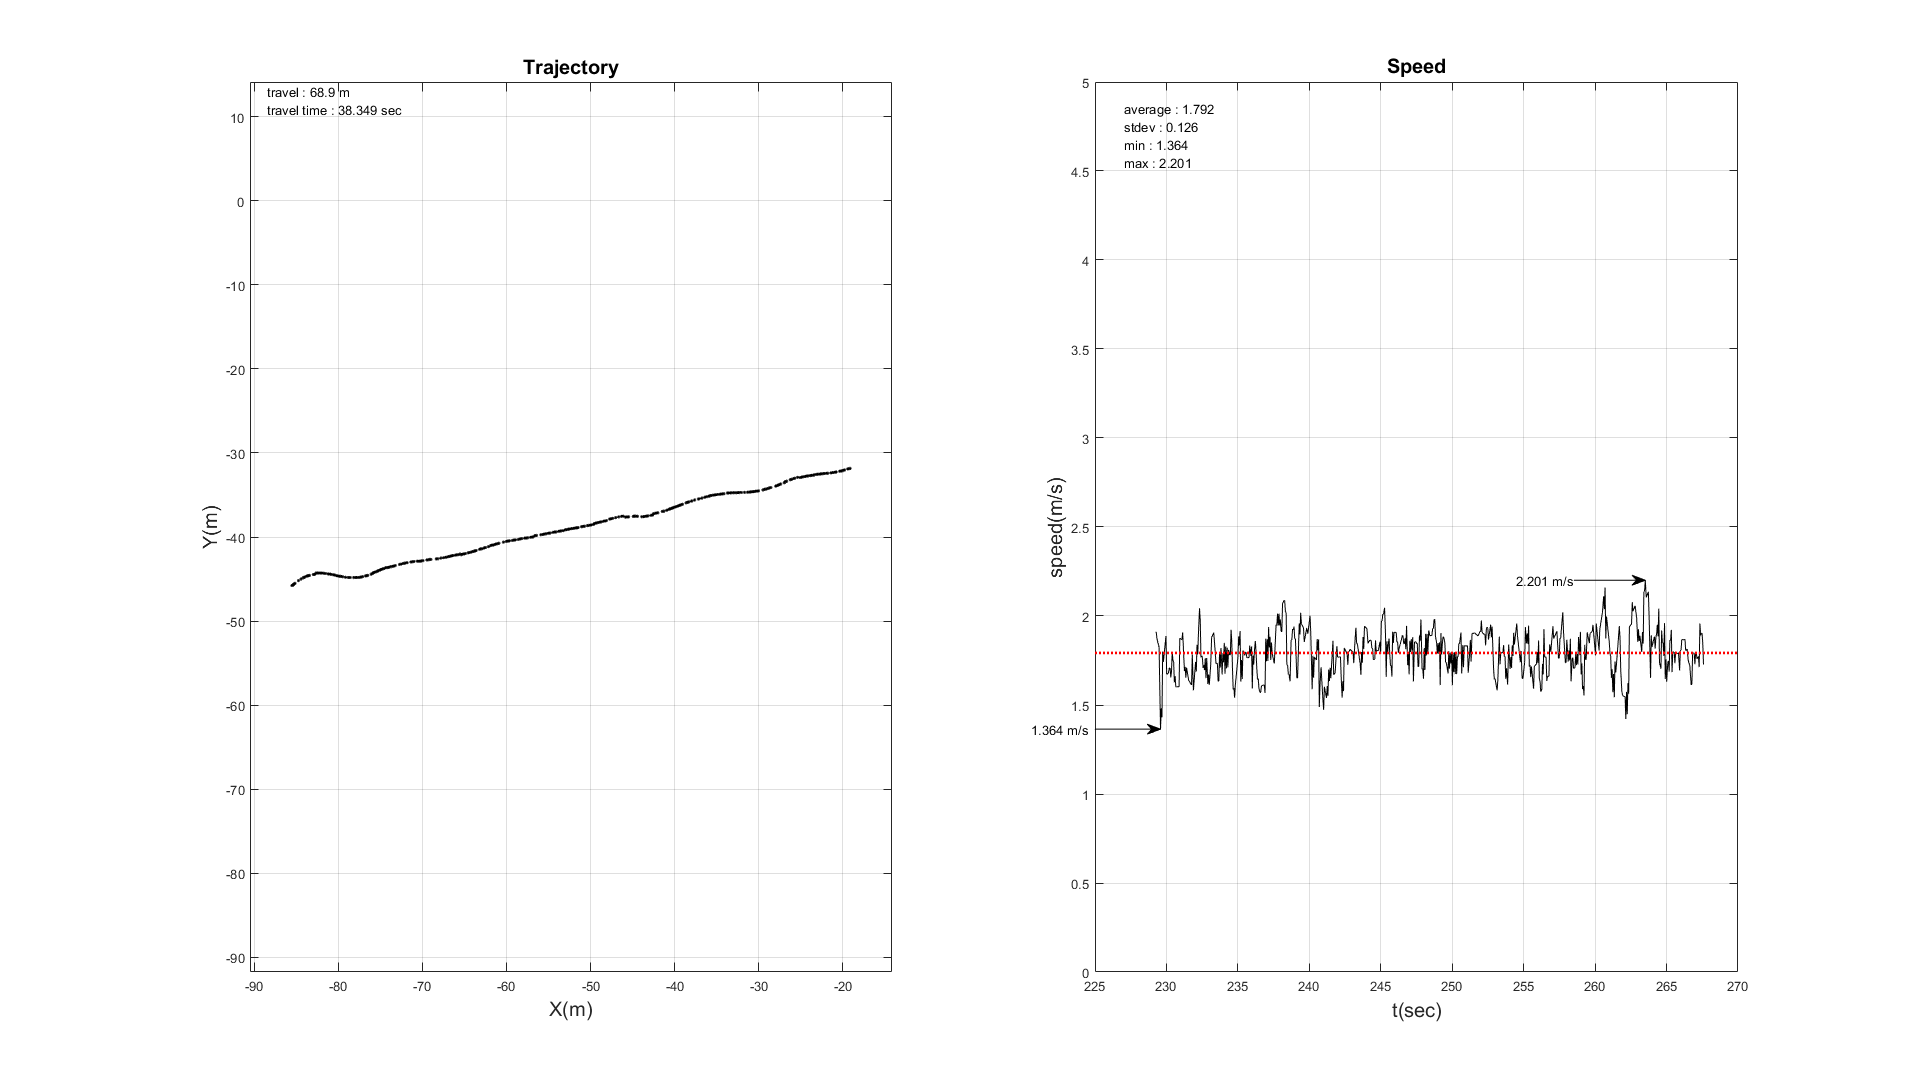 Trajectory
travel : 68.9 m
travel time : 38.349 sec
10
0
-10
-20
-30
-40
-50
-60
-70
-80
-90
Y(m)
-90 -80 -70 -60 -50 -40 -30 -20
X(m)
Speed
average : 1.792
stdev : 0.126
min : 1.364
max : 2.201
5
4.5
4
3.5
3
2.5
2
1.5
1
0.5
0
speed(m/s)
2.201 m/s
1.364 m/s
225 230 235 240 245 250 255 260 265 270
t(sec)